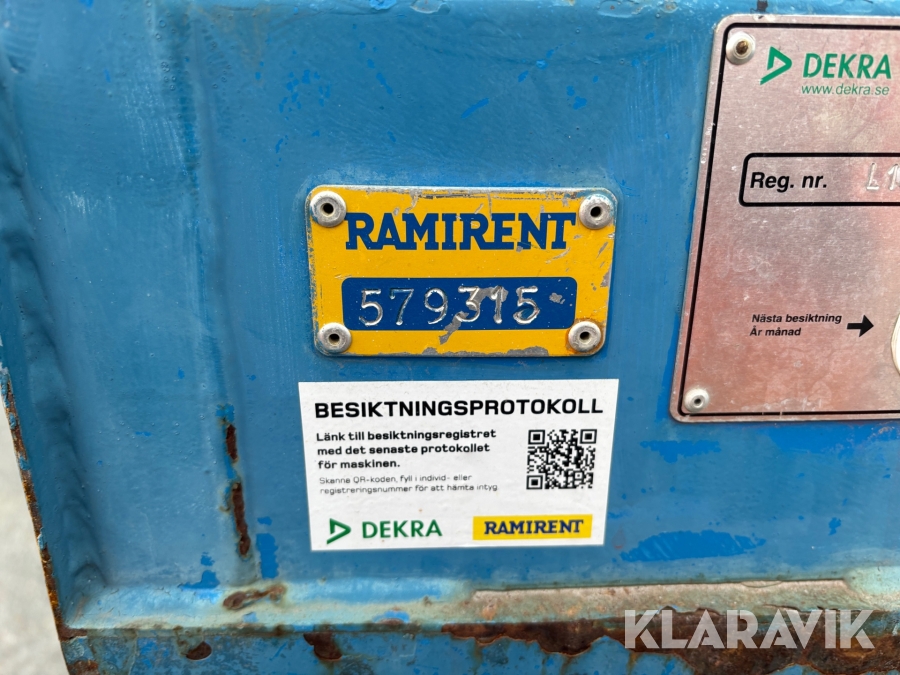 RAMIRENT
579315
BESIKTNINGSPROTOKOLL
Länk till besiktningsregistret
med det senaste protokollet
för maskinen.
Skanna QR-koden, fyll i individ- eller
registreringsnummer för att hämta intyg.
DEKRA
RAMIRENT
DEKRA
www.dekra.se
Reg. nr. L1
Nästa besiktning
År månad
KLARAVIK